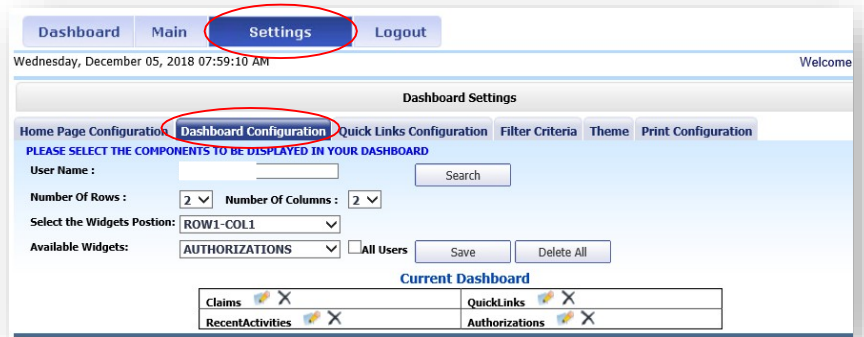 Dashboard Main Settings Logout
Wednesday, December 05, 2018 07:59:10 AM Welcome
Dashboard Settings
Home Page Configuration Dashboard Configuration Quick Links Configuration Filter Criteria Theme Print Configuration
PLEASE SELECT THE COMPONENTS TO BE DISPLAYED IN YOUR DASHBOARD
User Name : Search
Number Of Rows : 2 Number Of Columns : 2
Select the Widgets Postion: ROW1-COL1
Available Widgets: AUTHORIZATIONS All Users Save Delete All
Current Dashboard
Claims QuickLinks
RecentActivities Authorizations